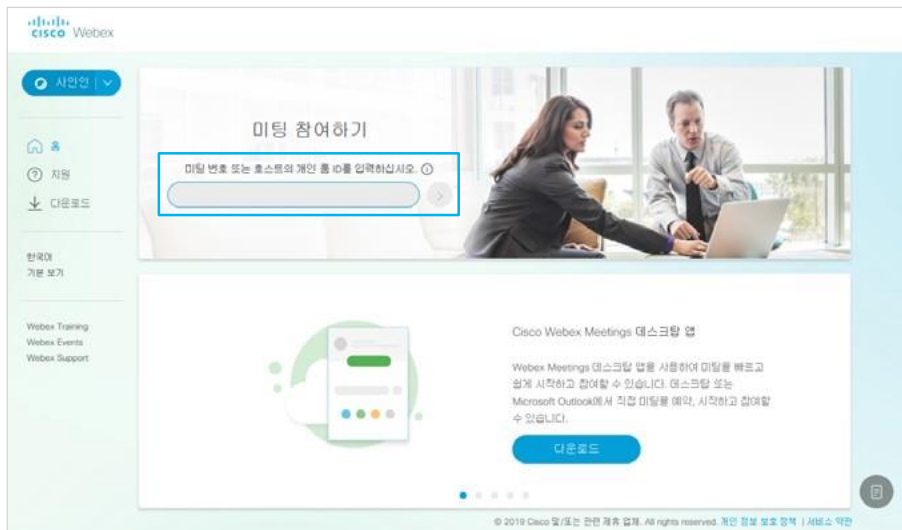 CISCO Webex
사인인
미팅 참여하기
미팅 번호 또는 호스트의 개인 룸 ID를 입력하십시오.
홈
지원
다운로드
한국어
기본 보기
Webex Training
Webex Events
Webex Support
Cisco Webex Meetings 데스크탑 앱
Webex Meetings 데스크탑 앱을 사용하여 미팅을 빠르고
쉽게 시작하고 참여할 수 있습니다. 데스크탑 또는
Microsoft Outlook에서 직접 미팅을 예약, 시작하고 참여할
수 있습니다.
다운로드
© 2019 Cisco 및/또는 관련 제휴 업체. All rights reserved. 개인 정보 보호 정책 | 서비스 약관